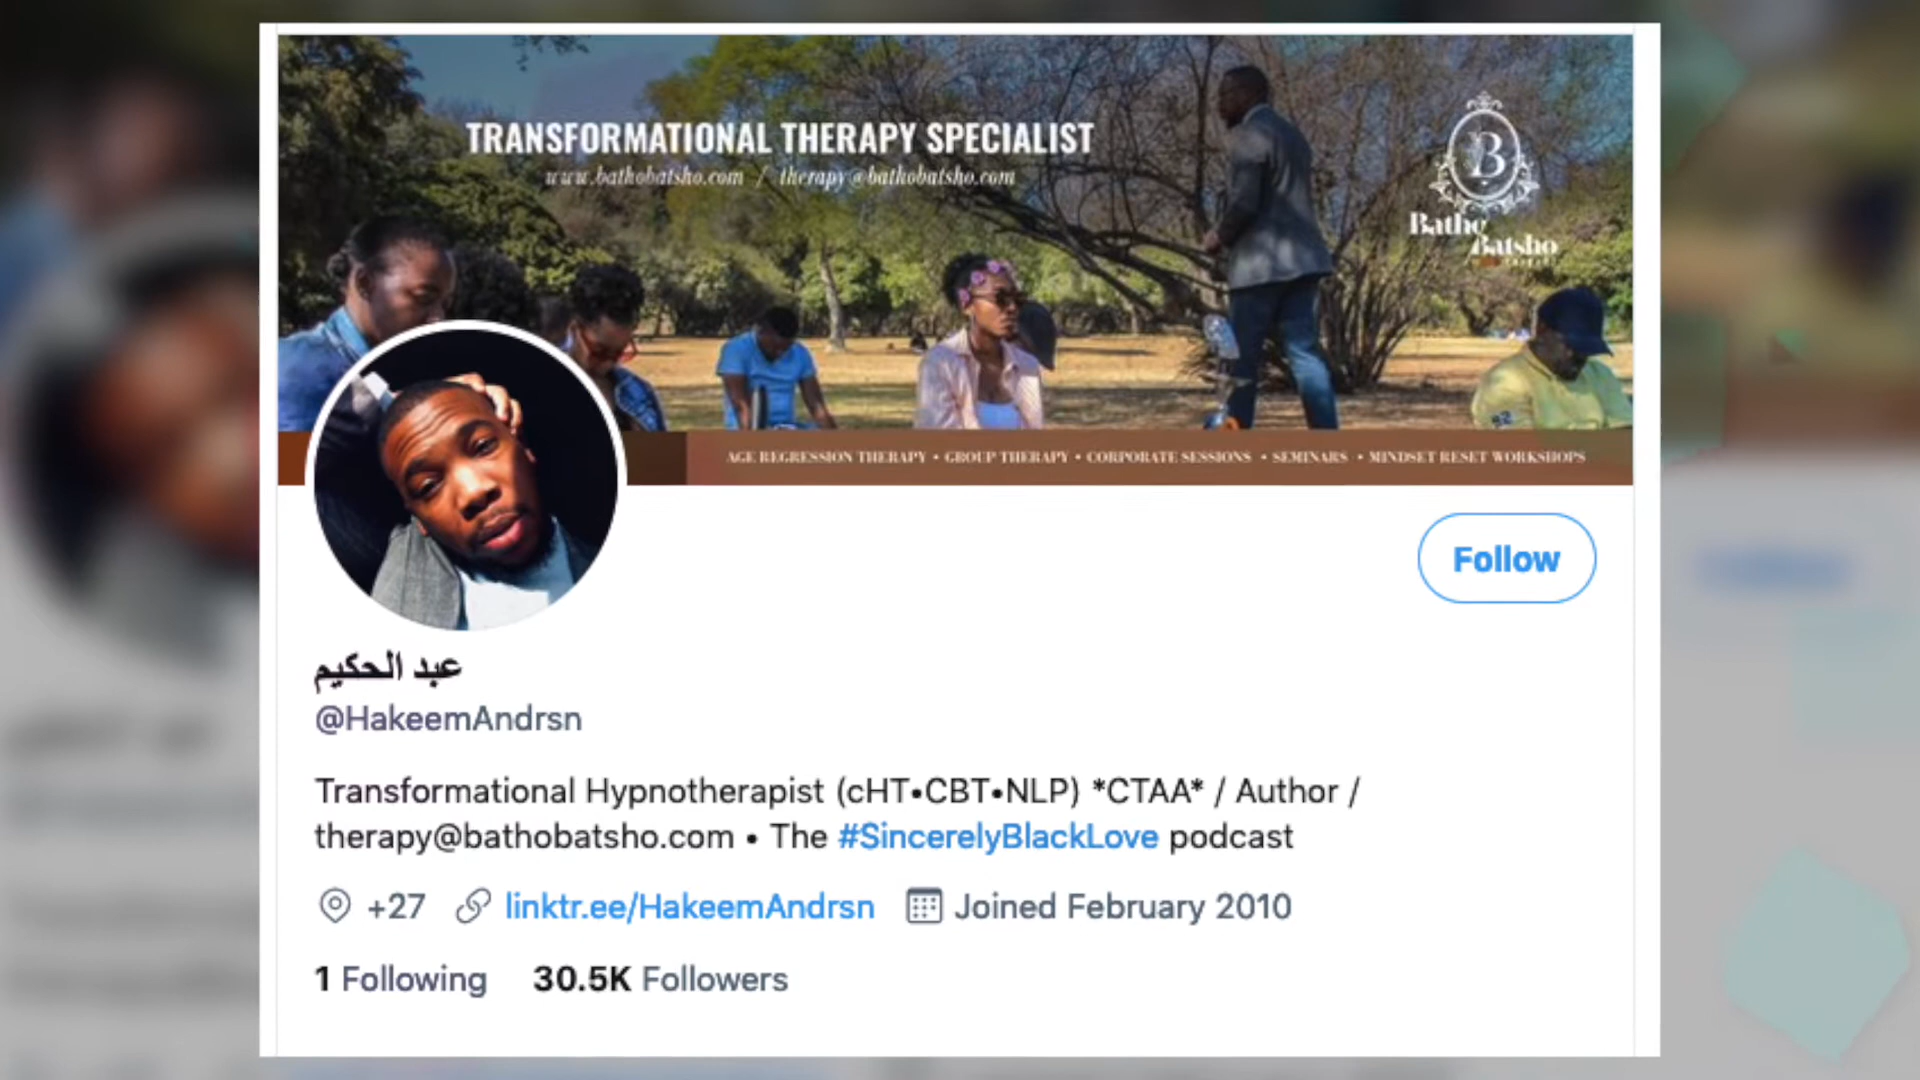 TRANSFORMATIONAL THERAPY SPECIALIST
www.bathobatsho.com / therapy@bathobatsho.com
B
Batho
Batsho
AGE REGRESSION THERAPY • GROUP THERAPY • CORPORATE SESSIONS • SEMINARS • MINDSET RESET WORKSHOPS
Follow
عبد الحكيم
@HakeemAndrsn
Transformational Hypnotherapist (cHT•CBT•NLP) *CTAA* / Author /
therapy@bathobatsho.com • The #SincerelyBlackLove podcast
+27 linktr.ee/HakeemAndrsn Joined February 2010
1 Following 30.5K Followers